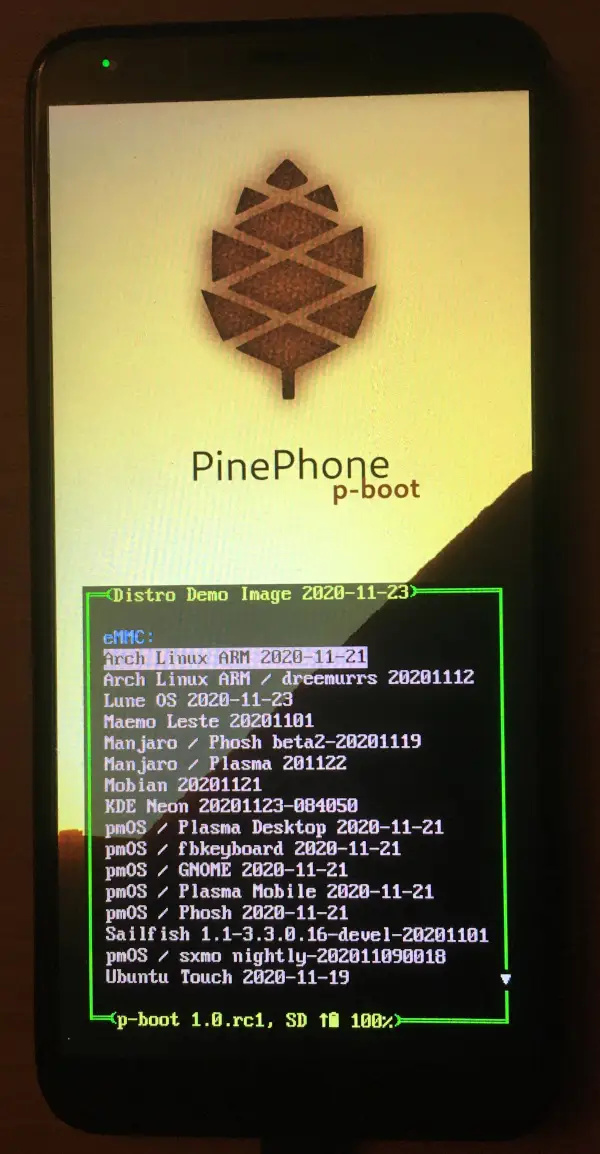 PinePhone
p-boot
Distro Demo Image 2020-11-23
eMMC:
Arch Linux ARM 2020-11-21
Arch Linux ARM / dreemurrs 20201112
Lune OS 2020-11-23
Maemo Leste 20201101
Manjaro / Phosh beta2-20201119
Manjaro / Plasma 201122
Mobian 20201121
KDE Neon 20201123-084050
pmOS / Plasma Desktop 2020-11-21
pmOS / fbkeyboard 2020-11-21
pmOS / GNOME 2020-11-21
pmOS / Plasma Mobile 2020-11-21
pmOS / Phosh 2020-11-21
Sailfish 1.1-3.3.0.16-devel-20201101
pmOS / sxmo nightly-202011090018
Ubuntu Touch 2020-11-19
p-boot 1.0.rc1, SD ↑ 100%